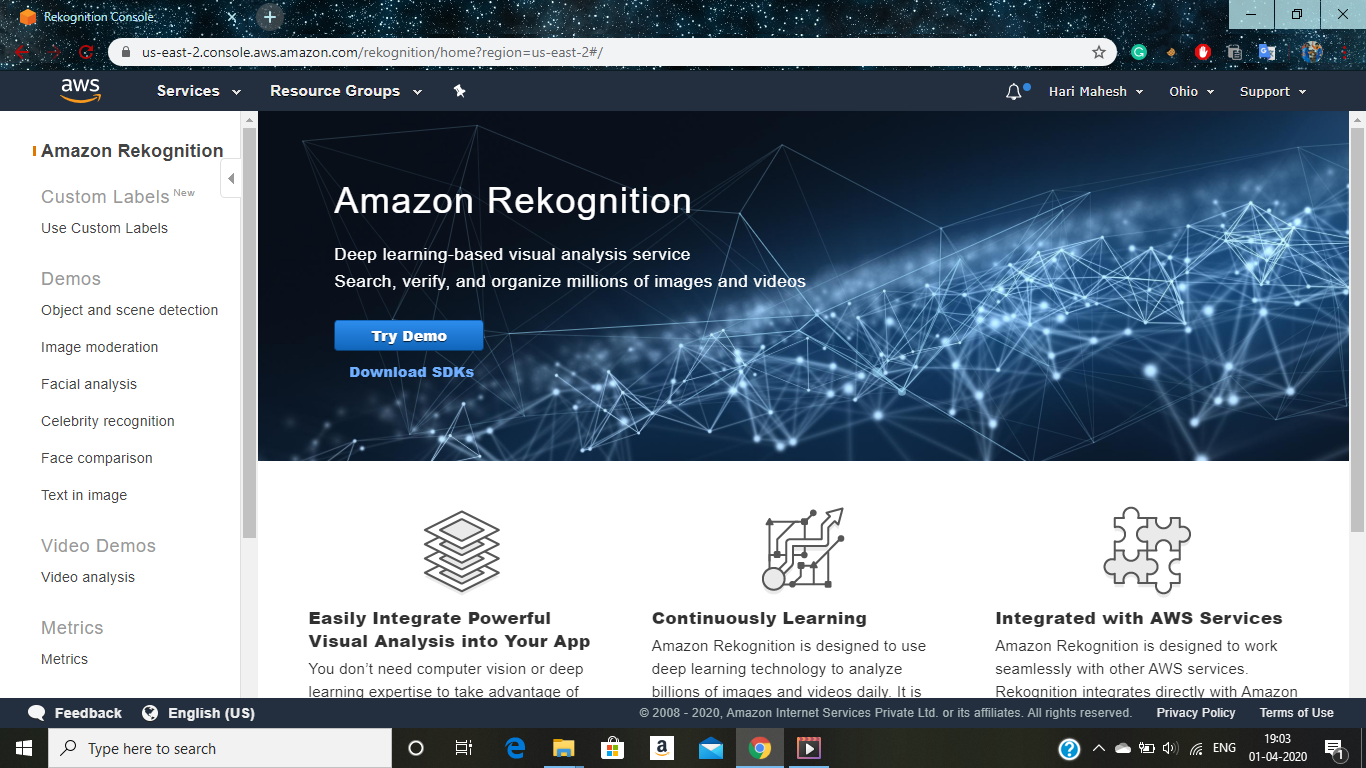 Rekognition Console
us-east-2.console.aws.amazon.com/rekognition/home?region=us-east-2#/
aws
Services
Resource Groups
Hari Mahesh
Ohio
Support
Amazon Rekognition
Custom Labels New
Use Custom Labels
Demos
Object and scene detection
Image moderation
Facial analysis
Celebrity recognition
Face comparison
Text in image
Video Demos
Video analysis
Metrics
Metrics
Amazon Rekognition
Deep learning-based visual analysis service
Search, verify, and organize millions of images and videos
Try Demo
Download SDKs
Easily Integrate Powerful
Visual Analysis into Your App
You don’t need computer vision or deep
learning expertise to take advantage of
Continuously Learning
Amazon Rekognition is designed to use
deep learning technology to analyze
billions of images and videos daily. It is
Integrated with AWS Services
Amazon Rekognition is designed to work
seamlessly with other AWS services.
Rekognition integrates directly with Amazon
Feedback
English (US)
© 2008 - 2020, Amazon Internet Services Private Ltd. or its affiliates. All rights reserved.
Privacy Policy
Terms of Use
Type here to search
ENG
19:03
01-04-2020
1